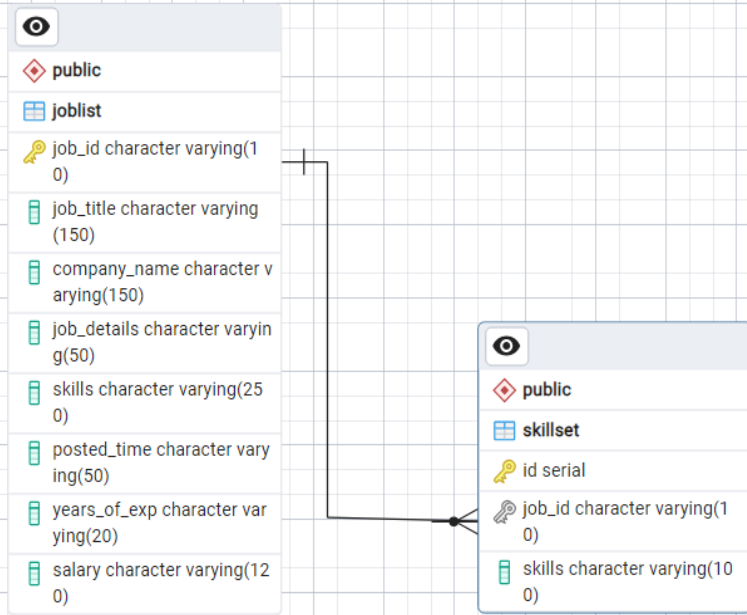 public
joblist
job_id character varying(1
0)
job_title character varying
(150)
company_name character v
arying(150)
job_details character varyin
g(50)
skills character varying(25
0)
posted_time character vary
ing(50)
years_of_exp character var
ying(20)
salary character varying(12
0)
public
skillset
id serial
job_id character varying(1
0)
skills character varying(10
0)